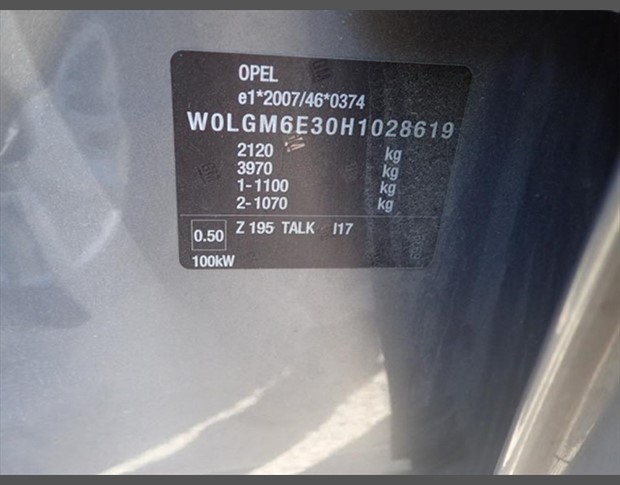 OPEL
e1*2007/46*0374
W0LGM6E30H1028619
2120 kg
3970 kg
1-1100 kg
2-1070 kg
0.50 Z 195 TALK I17
100kW